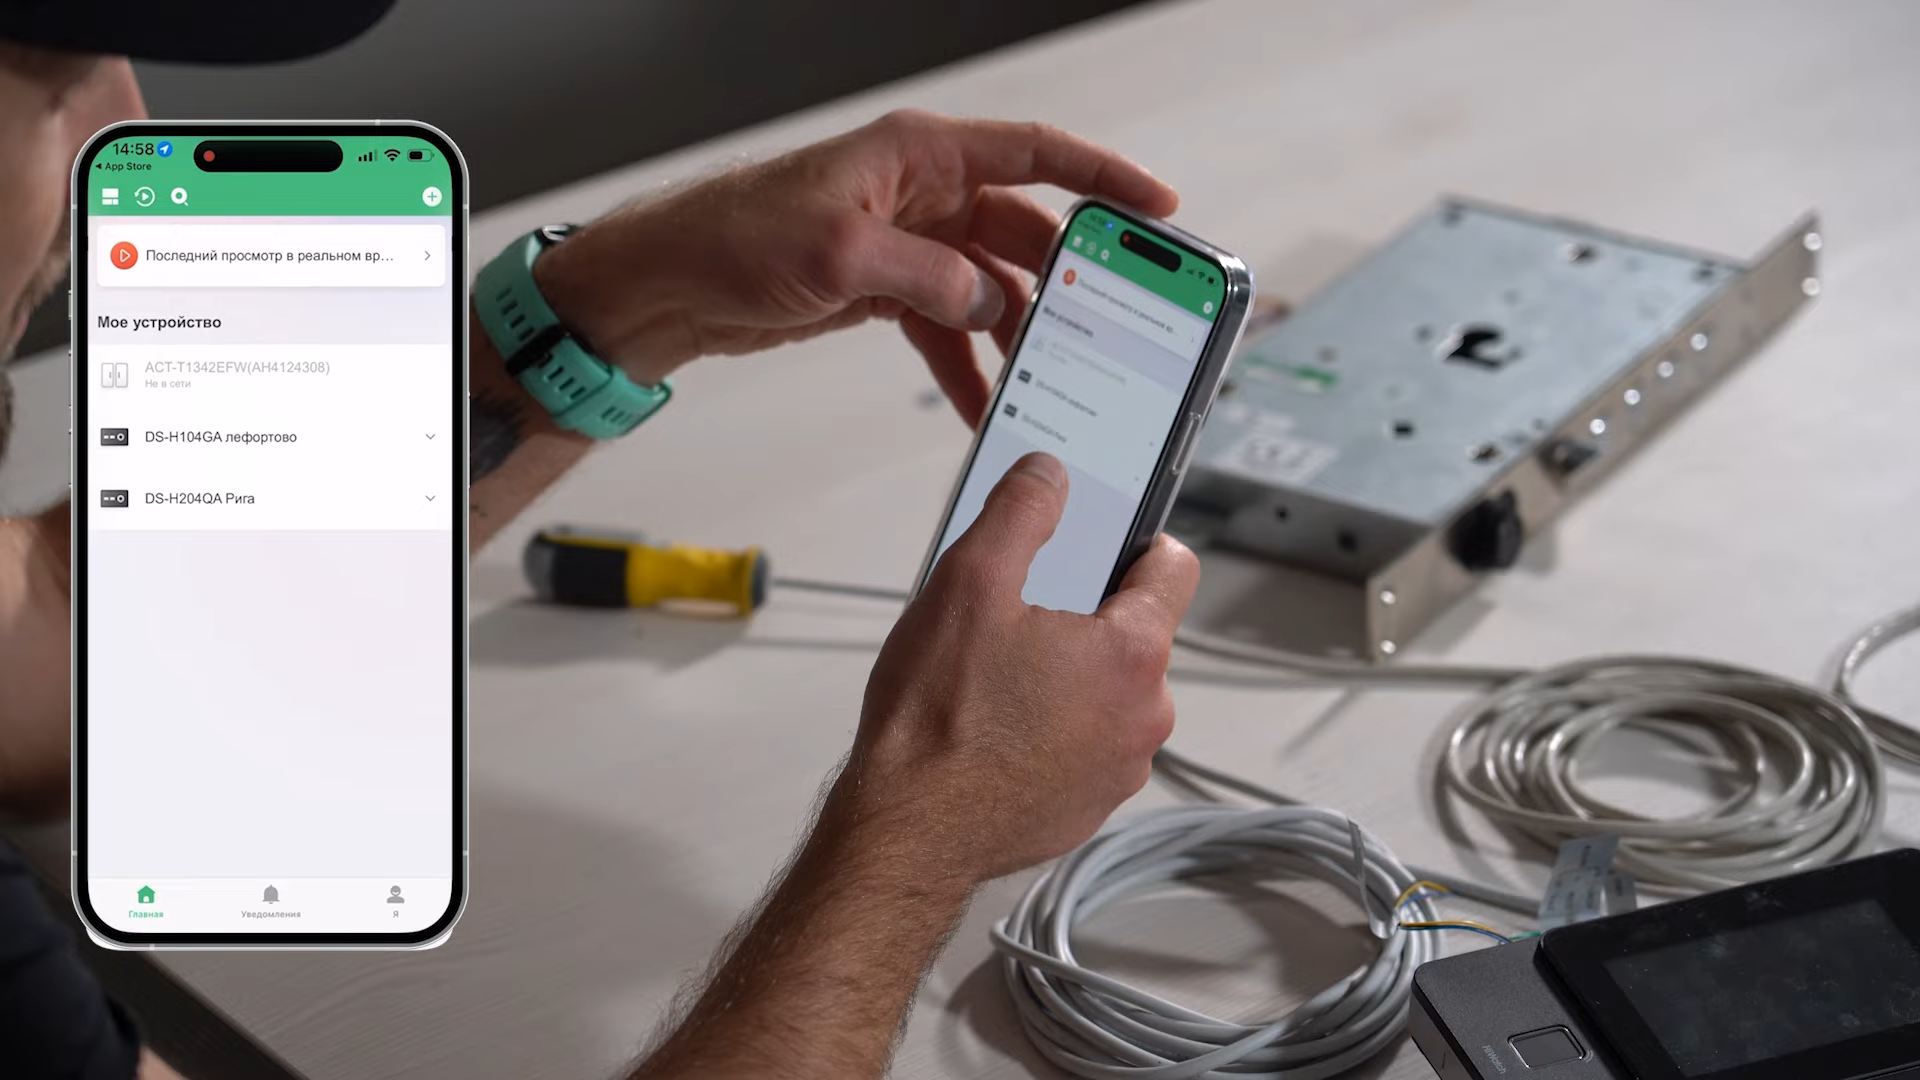 14:58
App Store
Последний просмотр в реальном вр...
Мое устройство
ACT-T1342EFW(AH4124308)
Не в сети
DS-H104GA лефортово
DS-H204QA Рига
Главная
Уведомления
Я
HiWatch